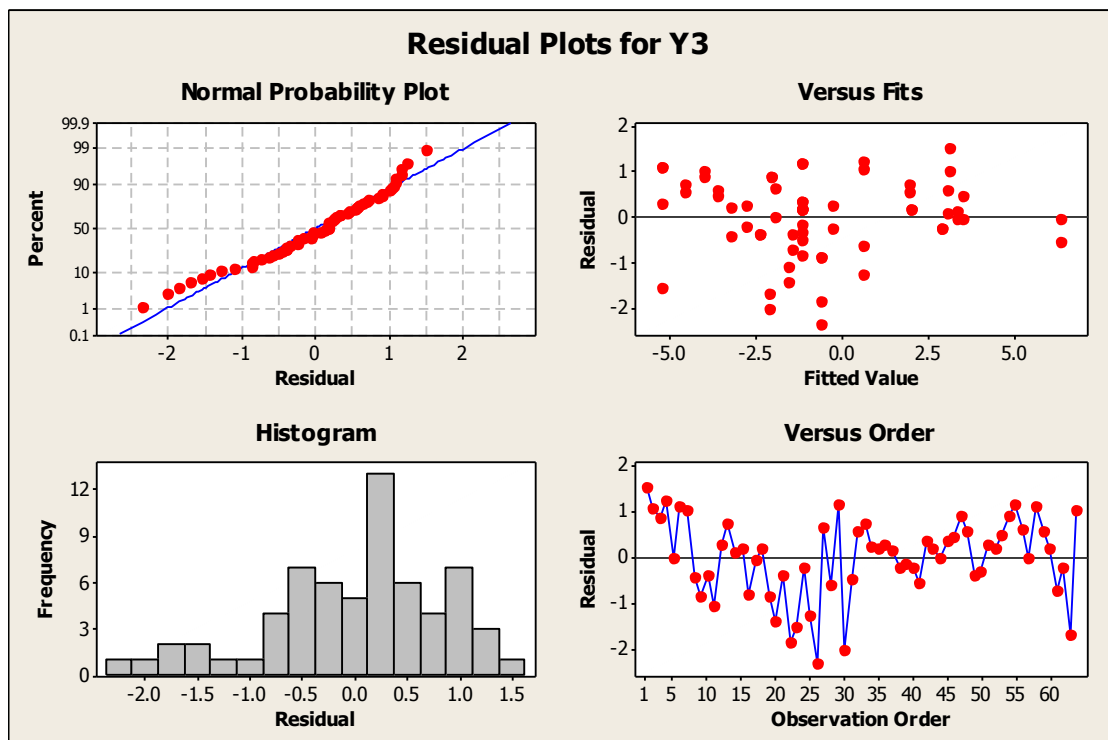 Residual Plots for Y3
Normal Probability Plot
99.9
99
90
50
10
1
0.1
Percent
-2 -1 0 1 2
Residual
Versus Fits
2
1
0
-1
-2
Residual
-5.0 -2.5 0.0 2.5 5.0
Fitted Value
Histogram
12
9
6
3
0
Frequency
-2.0 -1.5 -1.0 -0.5 0.0 0.5 1.0 1.5
Residual
Versus Order
2
1
0
-1
-2
Residual
1 5 10 15 20 25 30 35 40 45 50 55 60
Observation Order